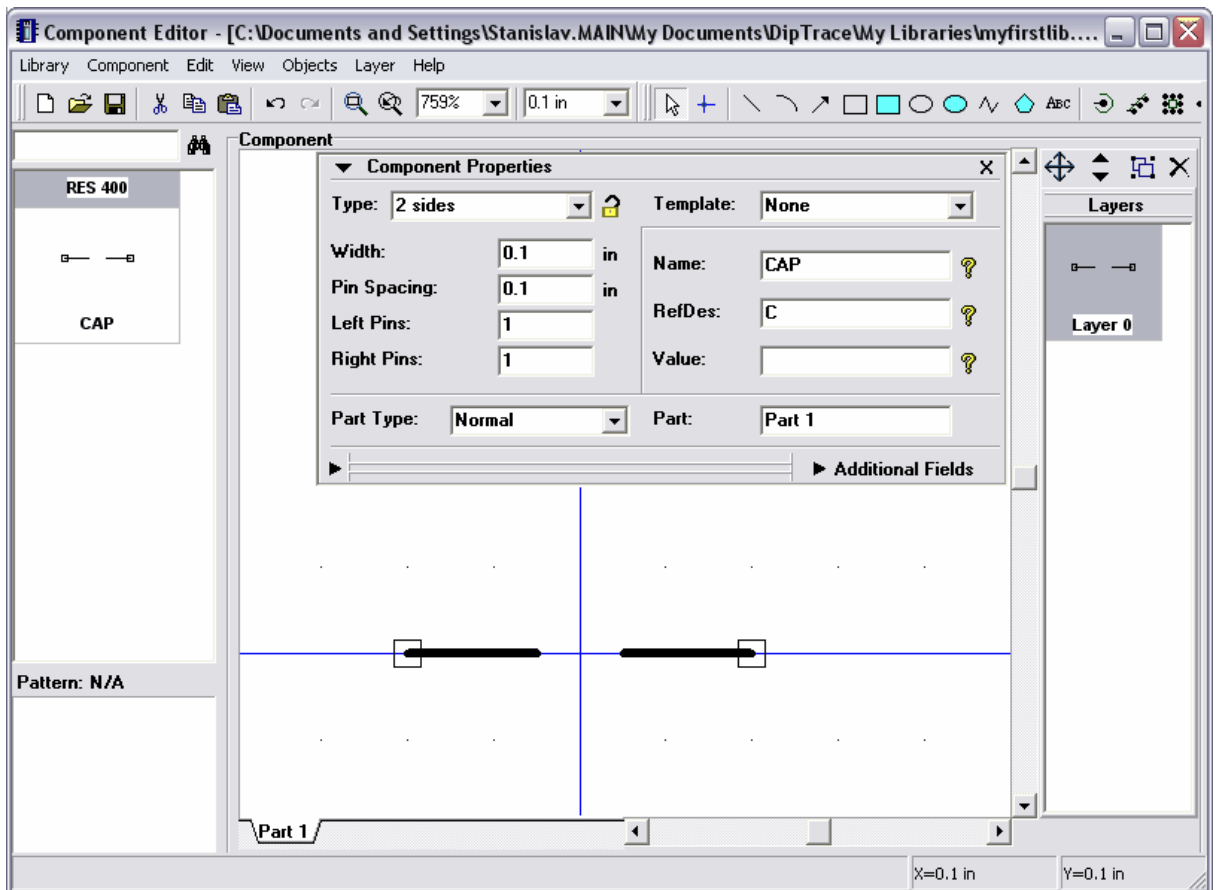 Component Editor - [C:\Documents and Settings\Stanislav.MAIN\My Documents\DipTrace\My Libraries\myfirstlib....
Library Component Edit View Objects Layer Help
759% 0.1 in ABC
Component
RES 400
CAP
Pattern: N/A
Component Properties X
Type: 2 sides Template: None
Width: 0.1 in
Pin Spacing: 0.1 in
Left Pins: 1
Right Pins: 1
Name: CAP
RefDes: C
Value:
Part Type: Normal Part: Part 1
Additional Fields
Layers
Layer 0
Part 1
X=0.1 in Y=0.1 in